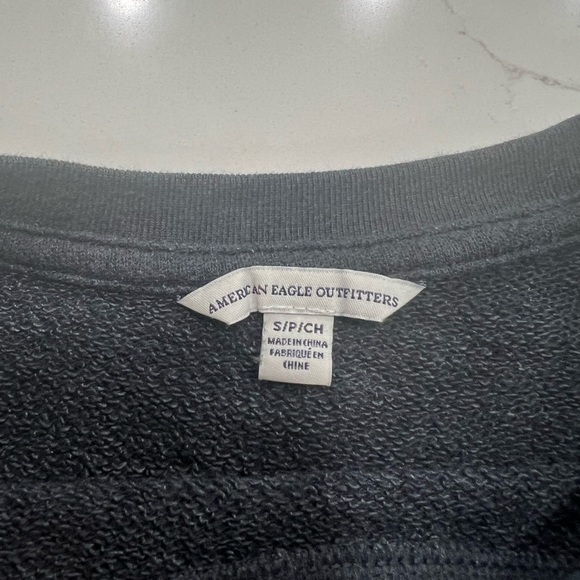 AMERICAN EAGLE OUTFITTERS
S/P/CH
MADE IN CHINA
FABRIQUÉ EN
CHINE